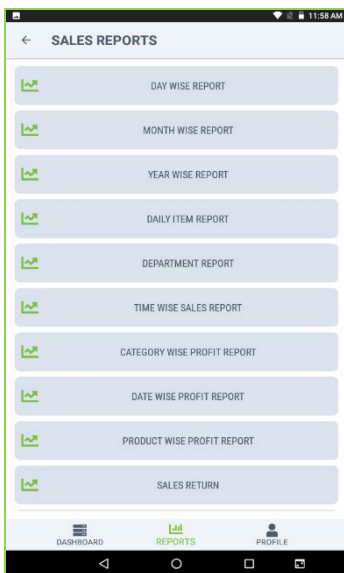 11:58 AM
SALES REPORTS
DAY WISE REPORT
MONTH WISE REPORT
YEAR WISE REPORT
DAILY ITEM REPORT
DEPARTMENT REPORT
TIME WISE SALES REPORT
CATEGORY WISE PROFIT REPORT
DATE WISE PROFIT REPORT
PRODUCT WISE PROFIT REPORT
SALES RETURN
DASHBOARD REPORTS PROFILE